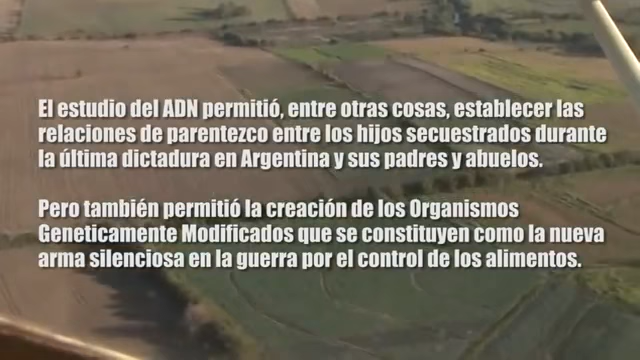 El estudio del ADN permitió, entre otras cosas, establecer las
relaciones de parentezco entre los hijos secuestrados durante
la última dictadura en Argentina y sus padres y abuelos.
Pero también permitió la creación de los Organismos
Geneticamente Modificados que se constituyen como la nueva
arma silenciosa en la guerra por el control de los alimentos.